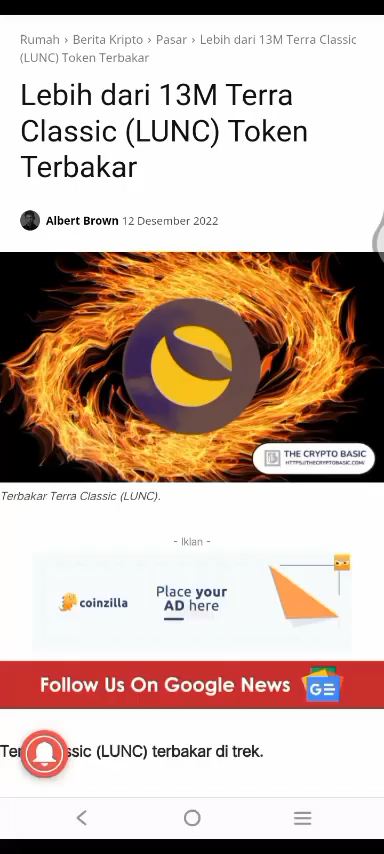 Rumah › Berita Kripto › Pasar › Lebih dari 13M Terra Classic
(LUNC) Token Terbakar
Lebih dari 13M Terra
Classic (LUNC) Token
Terbakar
Albert Brown 12 Desember 2022
THE CRYPTO BASIC
HTTPS://THECRYPTOBASIC.COM/
Terbakar Terra Classic (LUNC).
- Iklan -
coinzilla
Place your
AD here
Follow Us On Google News
GE
(LUNC) terbakar di trek.